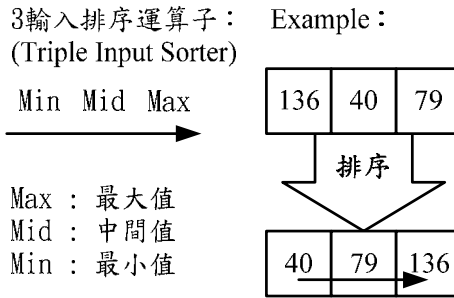 3輸入排序運算子：
(Triple Input Sorter)
Min Mid Max
Max : 最大值
Mid : 中間值
Min : 最小值
Example：
136 40 79
排序
40 79 136